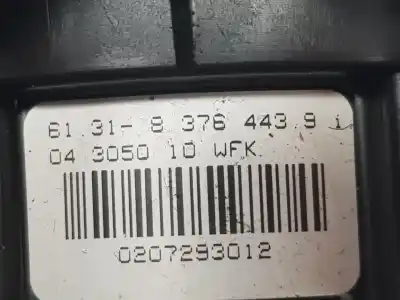 61.31- 8 376 443.9 i
04 3050 10 WFK
0207293012